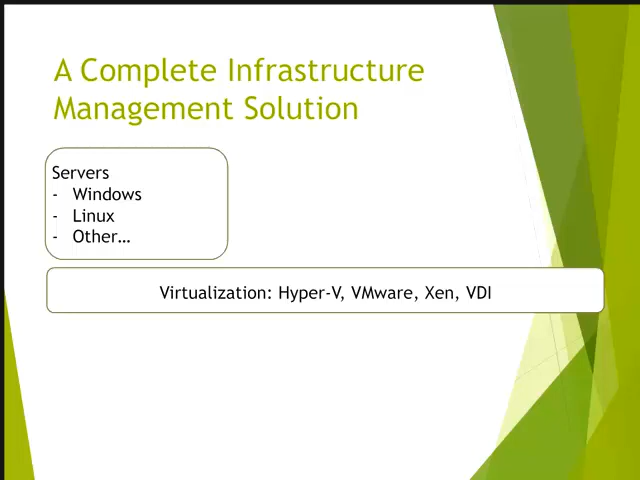 A Complete Infrastructure
Management Solution
Servers
- Windows
- Linux
- Other…
Virtualization: Hyper-V, VMware, Xen, VDI